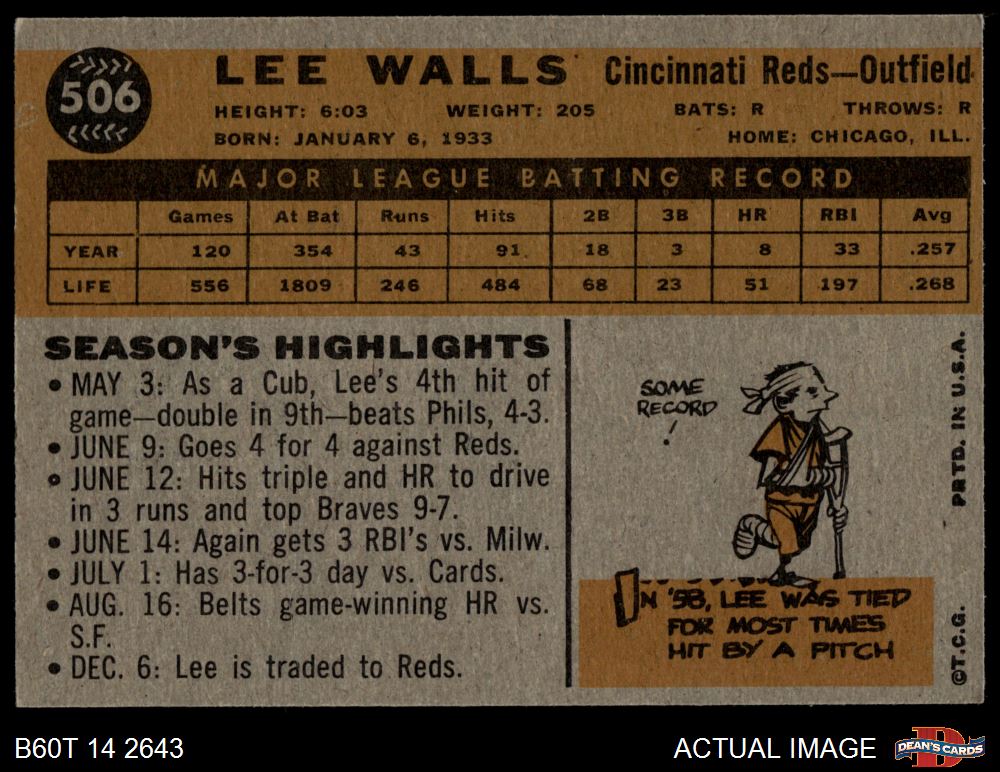 506
LEE WALLS Cincinnati Reds—Outfield
HEIGHT: 6:03 WEIGHT: 205 BATS: R THROWS: R
BORN: JANUARY 6, 1933 HOME: CHICAGO, ILL.
MAJOR LEAGUE BATTING RECORD
Games At Bat Runs Hits 2B 3B HR RBI Avg
YEAR 120 354 43 91 18 3 8 33 .257
LIFE 556 1809 246 484 68 23 51 197 .268
SEASON'S HIGHLIGHTS
• MAY 3: As a Cub, Lee's 4th hit of
game—double in 9th—beats Phils, 4-3.
• JUNE 9: Goes 4 for 4 against Reds.
• JUNE 12: Hits triple and HR to drive
in 3 runs and top Braves 9-7.
• JUNE 14: Again gets 3 RBI's vs. Milw.
• JULY 1: Has 3-for-3 day vs. Cards.
• AUG. 16: Belts game-winning HR vs.
S.F.
• DEC. 6: Lee is traded to Reds.
SOME
RECORD
!
IN '58, LEE WAS TIED
FOR MOST TIMES
HIT BY A PITCH
©T.C.G. PRTD. IN U.S.A.
B60T 14 2643
ACTUAL IMAGE
DEAN'S CARDS